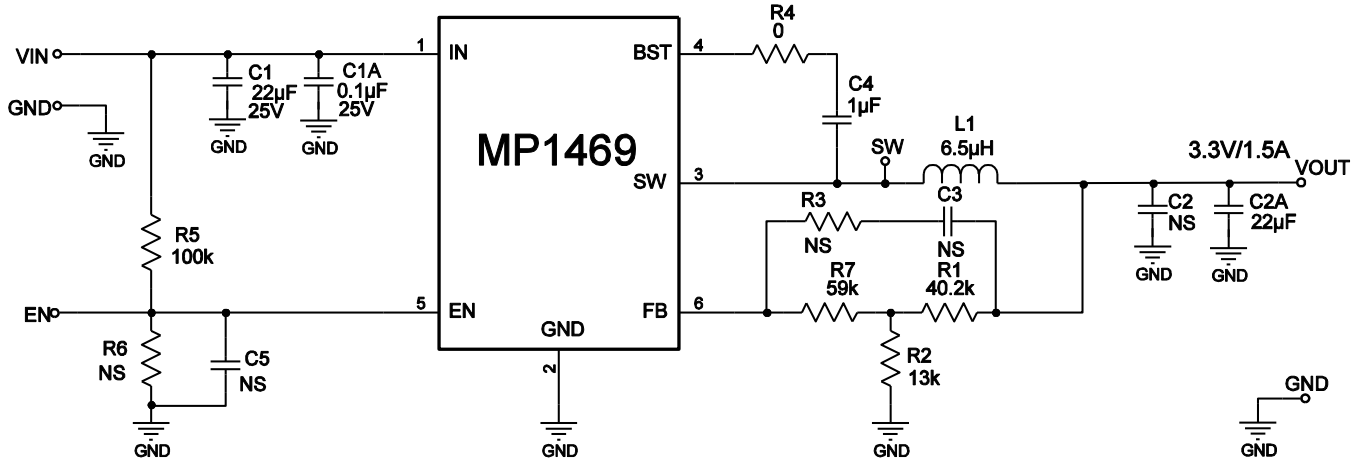 VIN
1
IN
C1
22µF
25V
GND
C1A
0.1µF
25V
GND
GND
GND
R5
100k
EN
5
EN
R6
NS
C5
NS
GND
MP1469
GND
2
GND
BST
4
R4
0
C4
1µF
SW
3
SW
L1
6.5µH
3.3V/1.5A
VOUT
R3
NS
C3
NS
C2
NS
GND
C2A
22µF
GND
FB
6
R7
59k
R1
40.2k
R2
13k
GND
GND
GND